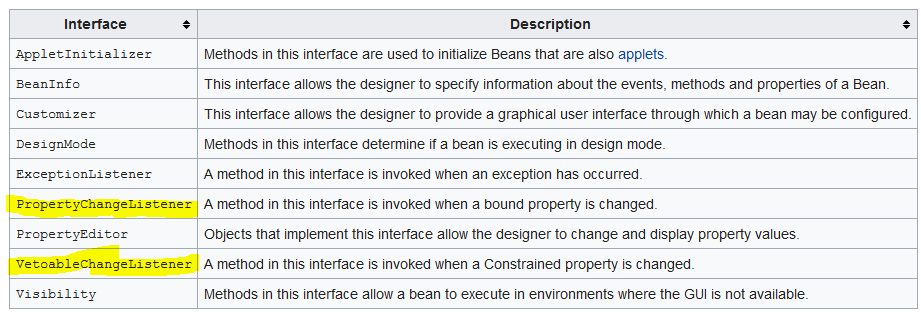 Interface Description
AppletInitializer Methods in this interface are used to initialize Beans that are also applets.
BeanInfo This interface allows the designer to specify information about the events, methods and properties of a Bean.
Customizer This interface allows the designer to provide a graphical user interface through which a bean may be configured.
DesignMode Methods in this interface determine if a bean is executing in design mode.
ExceptionListener A method in this interface is invoked when an exception has occurred.
PropertyChangeListener A method in this interface is invoked when a bound property is changed.
PropertyEditor Objects that implement this interface allow the designer to change and display property values.
VetoableChangeListener A method in this interface is invoked when a Constrained property is changed.
Visibility Methods in this interface allow a bean to execute in environments where the GUI is not available.